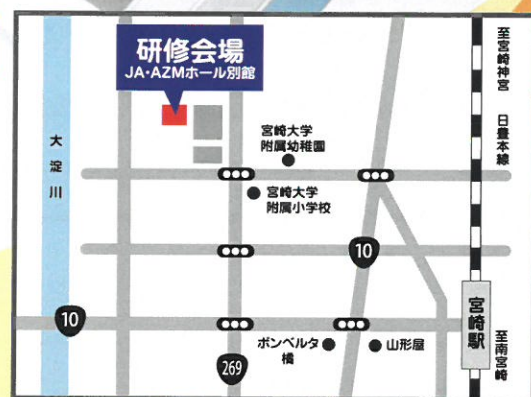 研修会場
JA・AZMホール別館
至宮崎神宮
日豊本線
大淀川
宮崎大学
附属幼稚園
宮崎大学
附属小学校
10
10
宮崎駅
ボンベルタ
橘
山形屋
269
至南宮崎